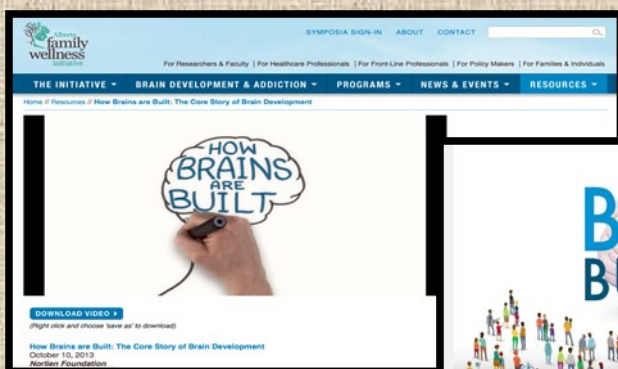 Alberta
family
wellness
initiative
SYMPOSIA SIGN-IN ABOUT CONTACT
For Researchers & Faculty | For Healthcare Professionals | For Front-Line Professionals | For Policy Makers | For Families & Individuals
THE INITIATIVE BRAIN DEVELOPMENT & ADDICTION PROGRAMS NEWS & EVENTS RESOURCES
Home // Resources // How Brains are Built: The Core Story of Brain Development
HOW
BRAINS
ARE
BUILT
DOWNLOAD VIDEO
(Right click and choose 'save as' to download)
How Brains are Built: The Core Story of Brain Development
October 10, 2013
Norlien Foundation
B
B